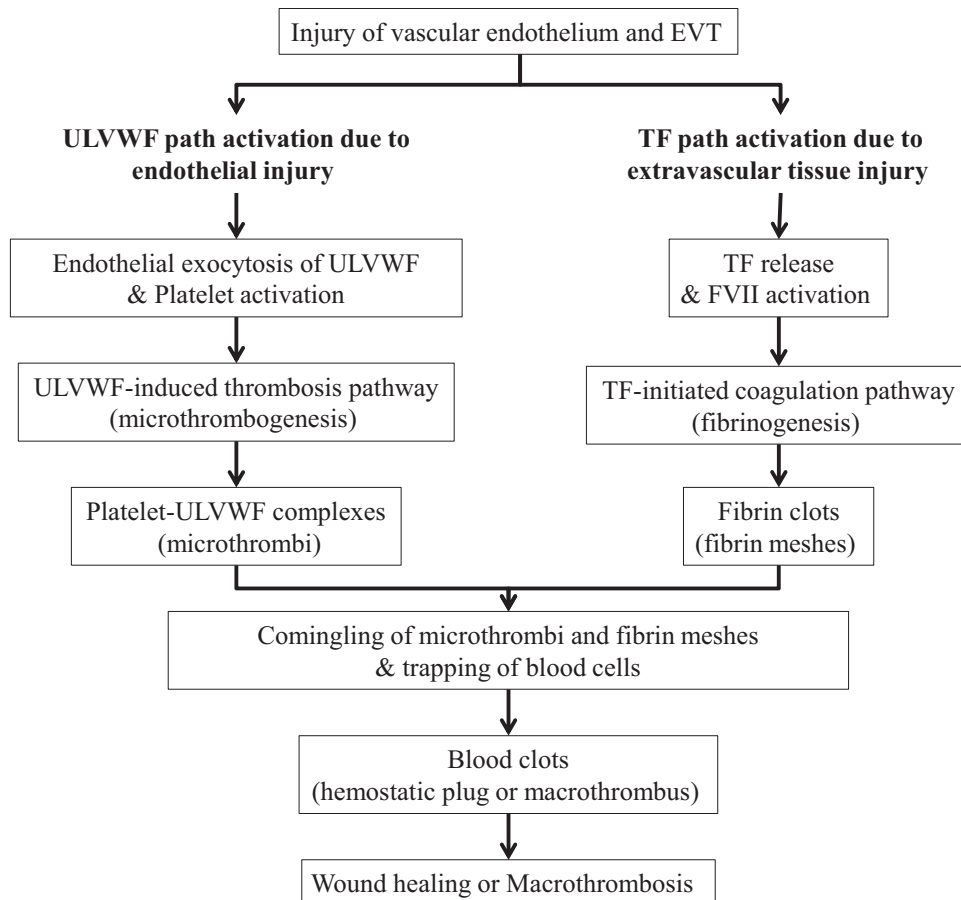 Injury of vascular endothelium and EVT
ULVWF path activation due to
endothelial injury
TF path activation due to
extravascular tissue injury
Endothelial exocytosis of ULVWF
& Platelet activation
TF release
& FVII activation
ULVWF-induced thrombosis pathway
(microthrombogenesis)
TF-initiated coagulation pathway
(fibrinogenesis)
Platelet-ULVWF complexes
(microthrombi)
Fibrin clots
(fibrin meshes)
Comingling of microthrombi and fibrin meshes
& trapping of blood cells
Blood clots
(hemostatic plug or macrothrombus)
Wound healing or Macrothrombosis